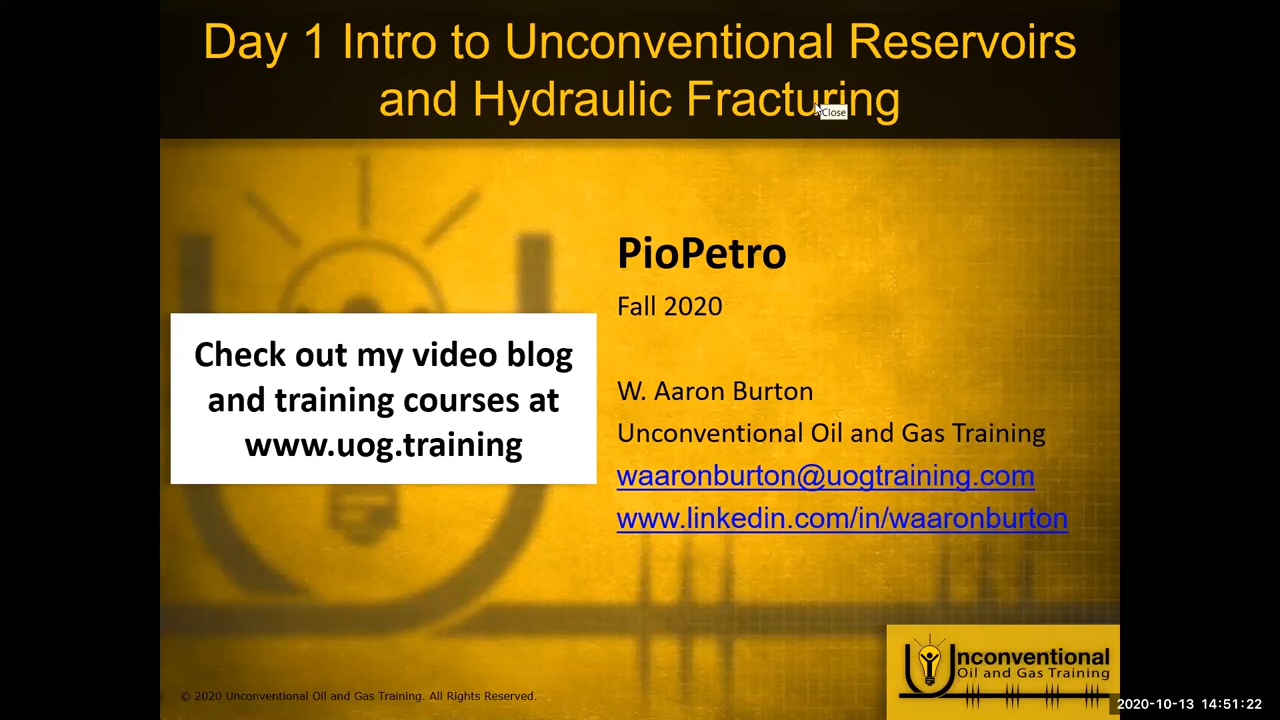 Day 1 Intro to Unconventional Reservoirs
and Hydraulic Fracturing
Close
PioPetro
Fall 2020
Check out my video blog
and training courses at
www.uog.training
W. Aaron Burton
Unconventional Oil and Gas Training
waaronburton@uogtraining.com
www.linkedin.com/in/waaronburton
Unconventional
Oil and Gas Training
© 2020 Unconventional Oil and Gas Training. All Rights Reserved.
2020-10-13 14:51:22